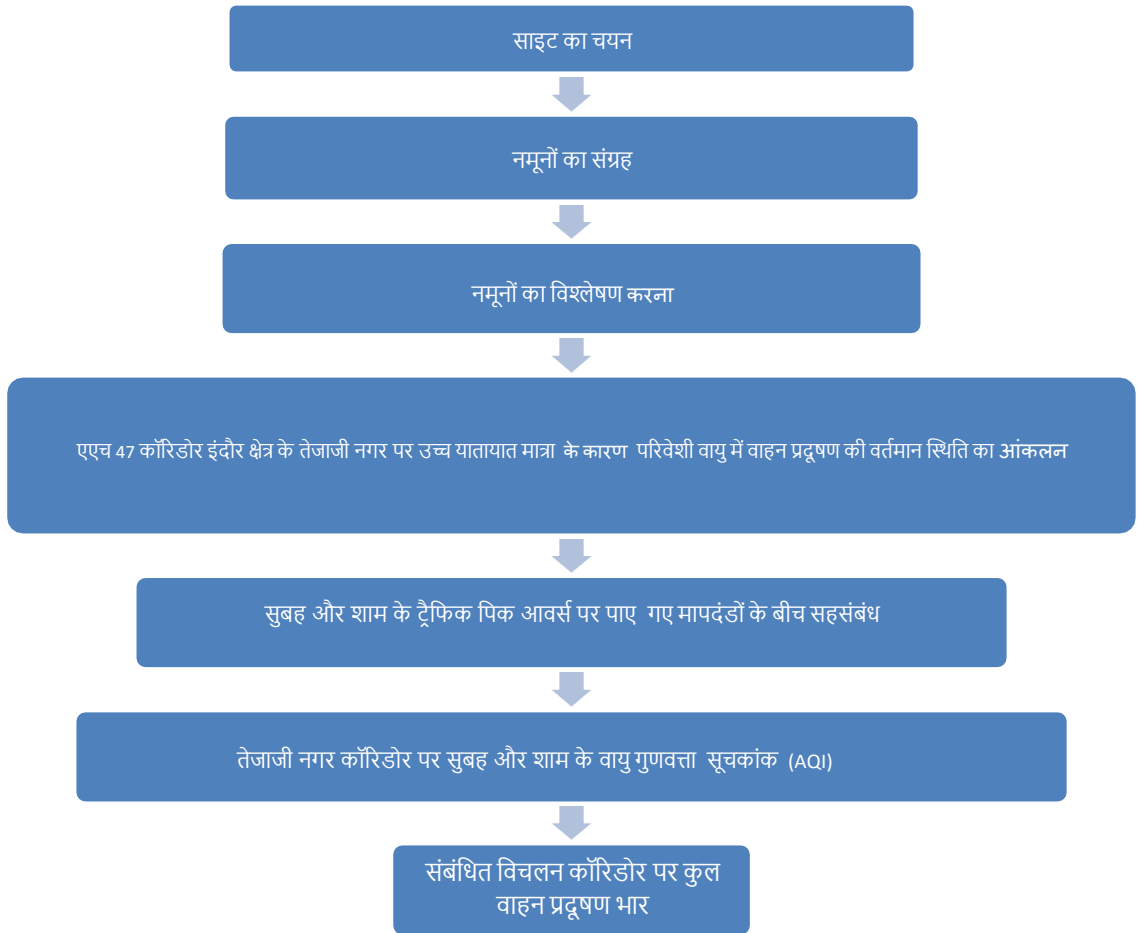 साइट का चयन
नमूनों का संग्रह
नमूनों का विश्लेषण करना
एएच 47 कॉरिडोर इंदौर क्षेत्र के तेजाजी नगर पर उच्च यातायात मात्रा के कारण परिवेशी वायु में वाहन प्रदूषण की वर्तमान स्थिति का आंकलन
सुबह और शाम के ट्रैफिक पिक आवर्स पर पाए गए मापदंडों के बीच सहसंबंध
तेजाजी नगर कॉरिडोर पर सुबह और शाम के वायु गुणवत्ता सूचकांक (AQI)
संबंधित विचलन कॉरिडोर पर कुल
वाहन प्रदूषण भार